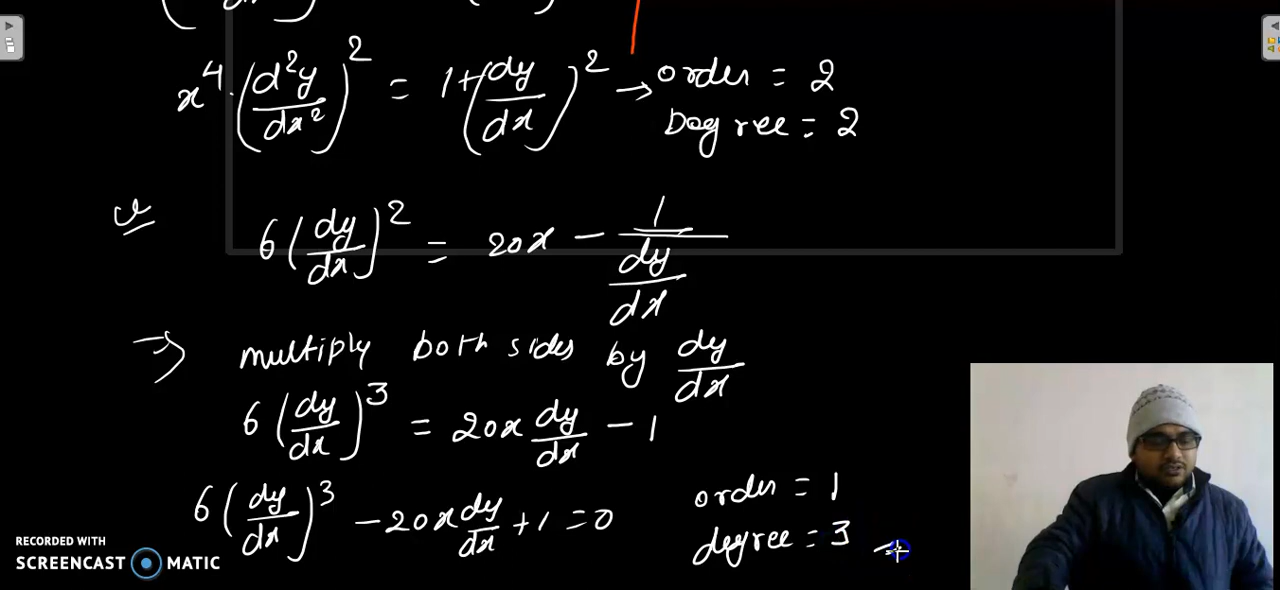 x⁴·(d²y/dx²)² = 1+(dy/dx)² → order = 2
Degree = 2
6(dy/dx)² = 20x − 1/(dy/dx)
⇒ multiply both sides by dy/dx
6(dy/dx)³ = 20x dy/dx − 1
6(dy/dx)³ − 20x dy/dx + 1 = 0
order = 1
degree = 3
RECORDED WITH
SCREENCAST MATIC